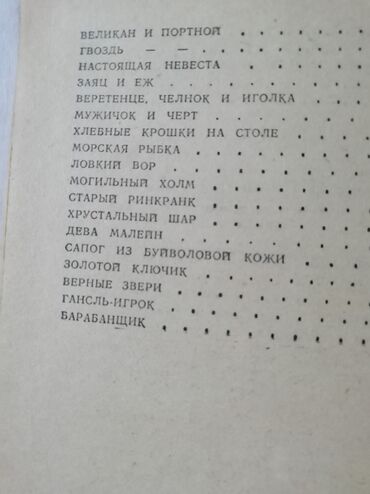 ВЕЛИКАН И ПОРТНОЙ . . . .
ГВОЗДЬ — — . . . .
НАСТОЯЩАЯ НЕВЕСТА . . . .
ЗАЯЦ И ЕЖ . . . . . . .
ВЕРЕТЕНЦЕ, ЧЕЛНОК И ИГОЛКА . .
МУЖИЧОК И ЧЕРТ . . . . . .
ХЛЕБНЫЕ КРОШКИ НА СТОЛЕ . . .
МОРСКАЯ РЫБКА . . . . . . .
ЛОВКИЙ ВОР . . . . . . . .
МОГИЛЬНЫЙ ХОЛМ . . . . . . .
СТАРЫЙ РИНКРАНК . . . . . . .
ХРУСТАЛЬНЫЙ ШАР . . . . . . .
ДЕВА МАЛЕЙН . . . . . . . .
САПОГ ИЗ БУЙВОЛОВОЙ КОЖИ . . .
ЗОЛОТОЙ КЛЮЧИК . . . . . . .
ВЕРНЫЕ ЗВЕРИ . . . . . . . .
ГАНСЛЬ-ИГРОК . . . . . . . .
БАРАБАНЩИК . . . . . . . . .